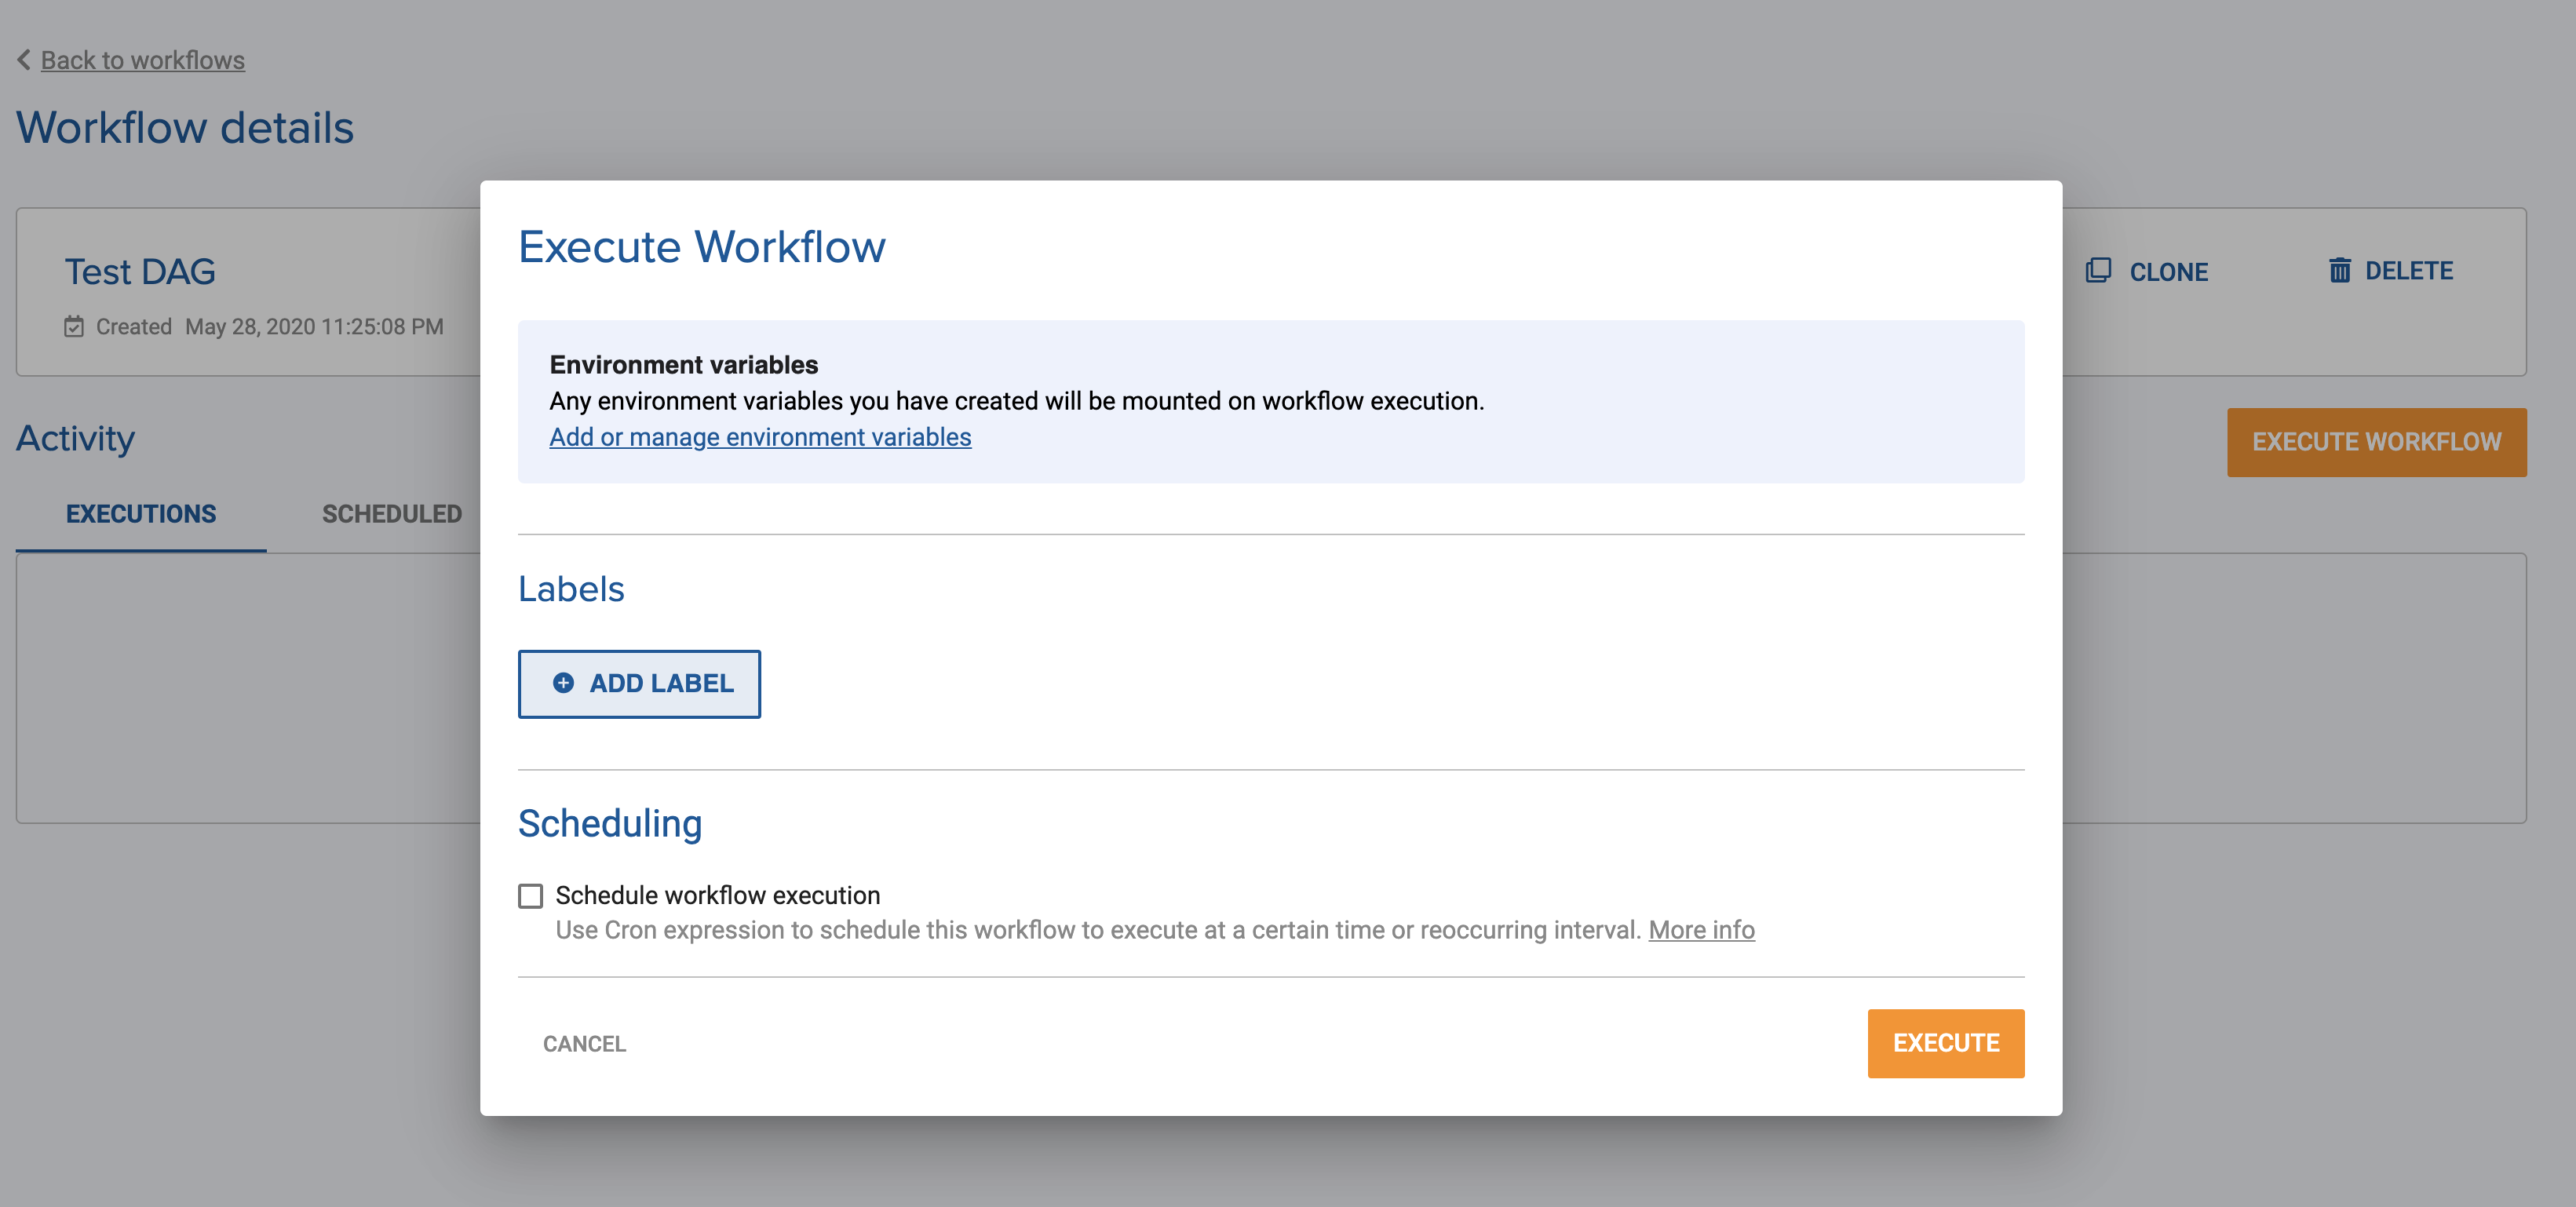 Back to workflows
Workflow details
Test DAG
Created May 28, 2020 11:25:08 PM
CLONE
DELETE
Activity
EXECUTE WORKFLOW
EXECUTIONS
SCHEDULED
Execute Workflow
Environment variables
Any environment variables you have created will be mounted on workflow execution.
Add or manage environment variables
Labels
ADD LABEL
Scheduling
Schedule workflow execution
Use Cron expression to schedule this workflow to execute at a certain time or reoccurring interval. More info
CANCEL
EXECUTE